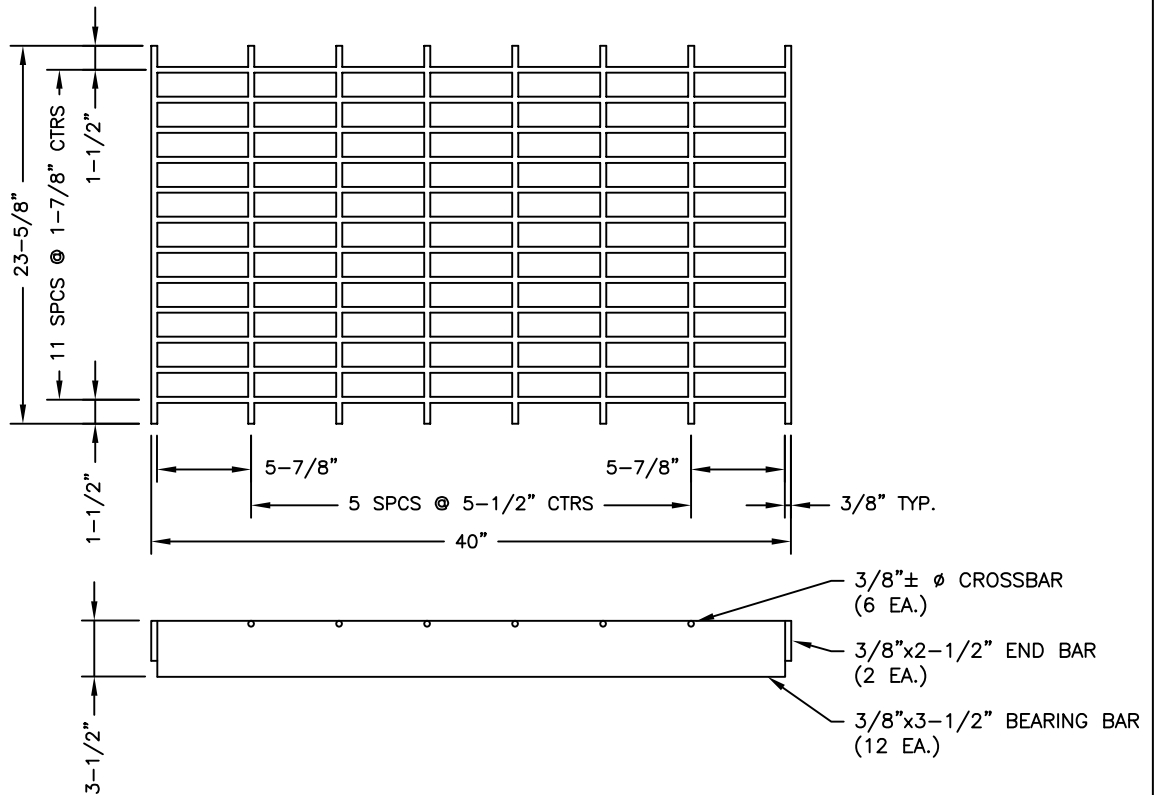 1-1/2”
23-5/8”
11 SPCS @ 1-7/8” CTRS
1-1/2”
5-7/8”
5-7/8”
5 SPCS @ 5-1/2” CTRS
3/8” TYP.
40”
3/8”± ø CROSSBAR
(6 EA.)
3/8”x2-1/2” END BAR
(2 EA.)
3/8”x3-1/2” BEARING BAR
(12 EA.)
3-1/2”